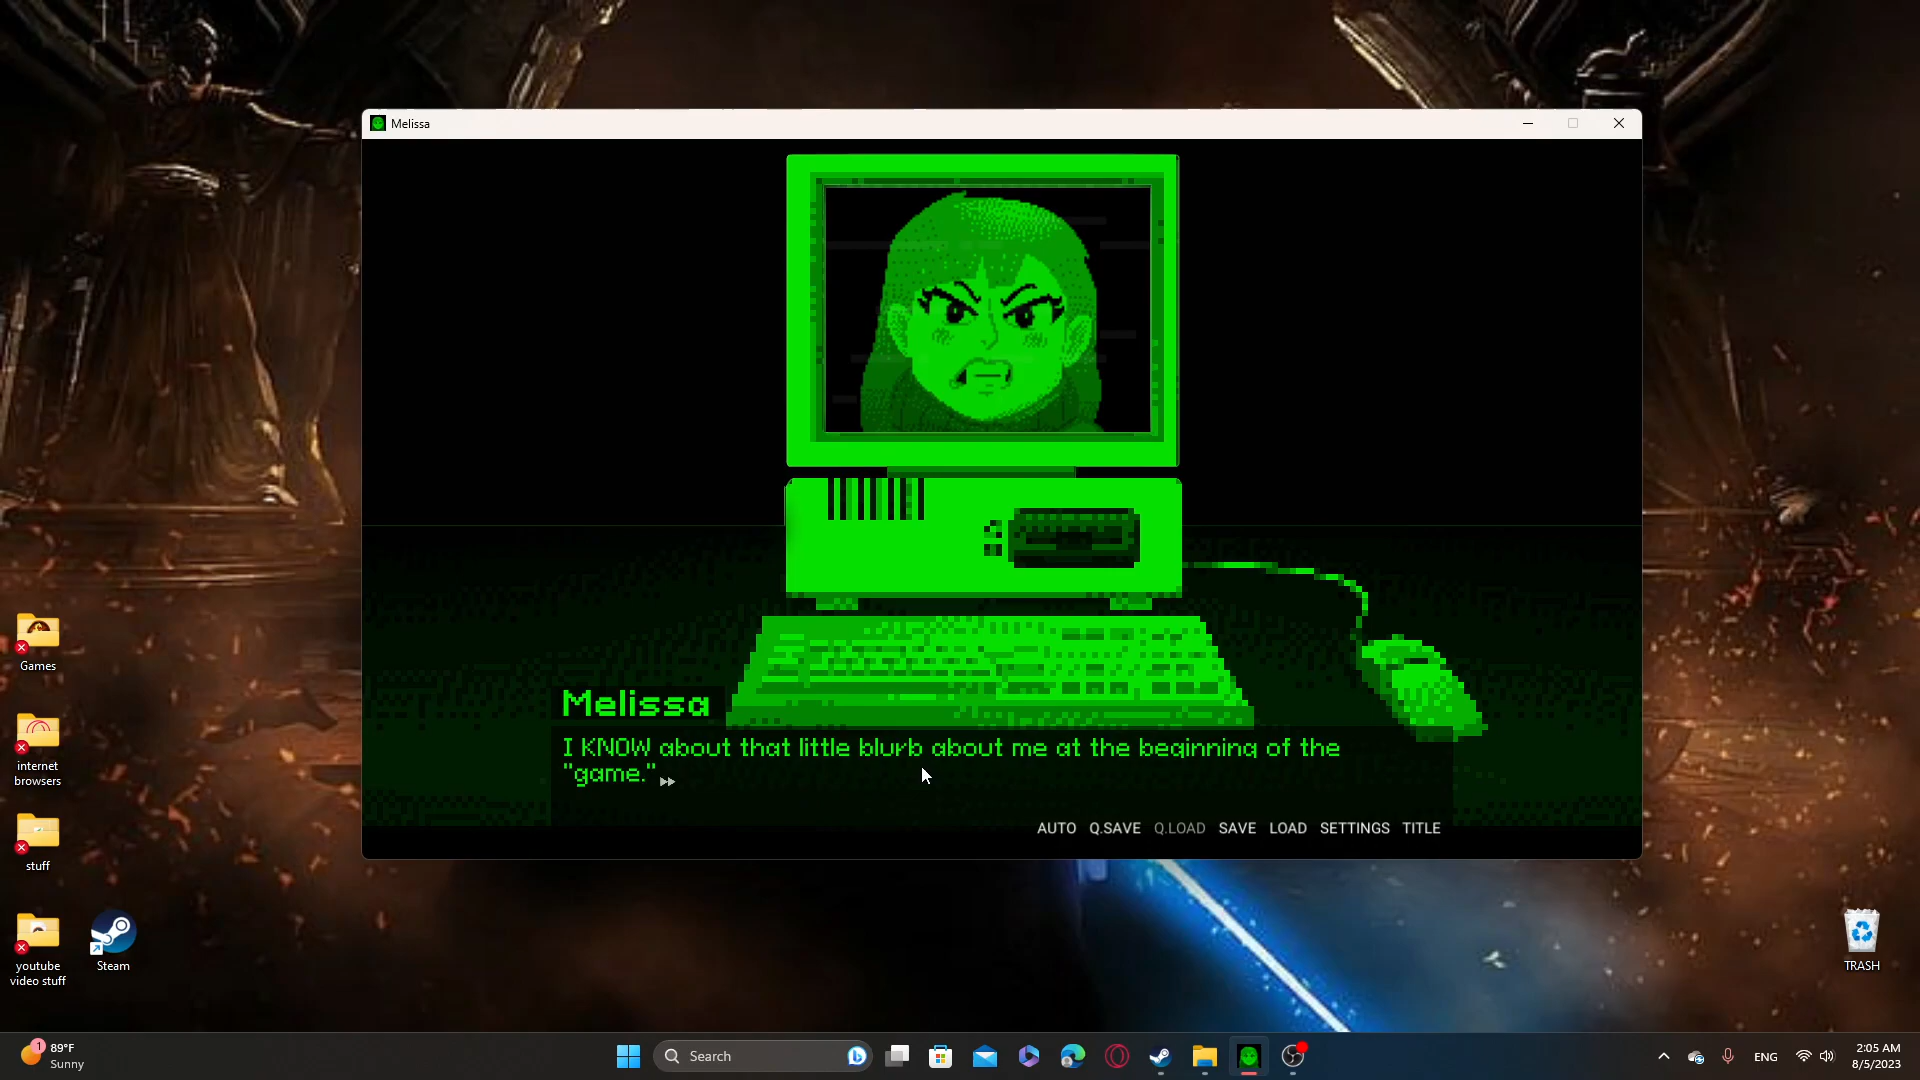 Melissa
Melissa
I KNOW about that little blurb about me at the beginning of the
"game."
AUTO Q.SAVE Q.LOAD SAVE LOAD SETTINGS TITLE
Games
internet
browsers
stuff
youtube
video stuff
Steam
TRASH
1
89°F
Sunny
Search
ENG
2:05 AM
8/5/2023